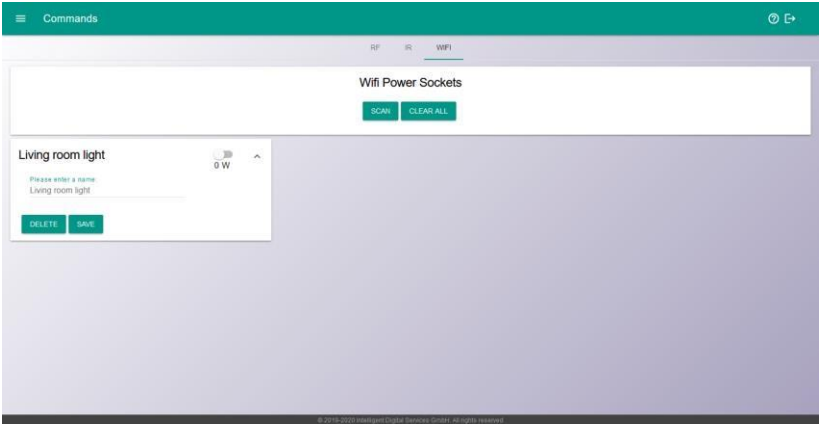 Commands
RF IR WIFI
Wifi Power Sockets
SCAN CLEAR ALL
Living room light
0 W
Please enter a name
Living room light
DELETE SAVE
© 2019-2020 Intelligent Digital Services GmbH. All rights reserved